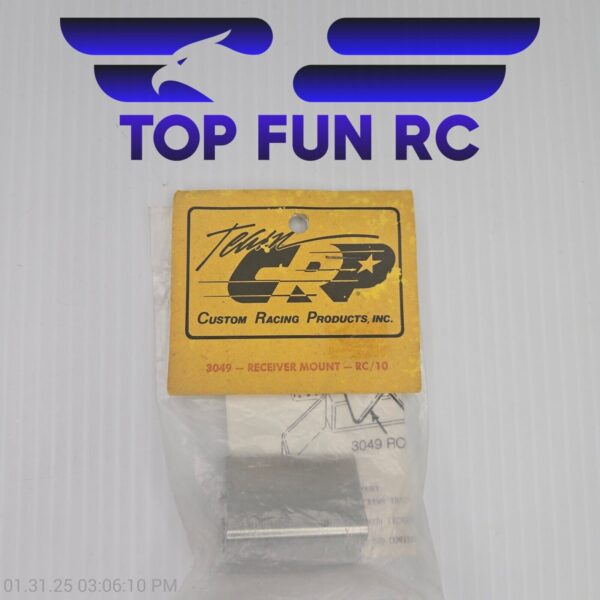 TOP FUN RC
Team
CRP
CUSTOM RACING PRODUCTS, INC.
3049 — RECEIVER MOUNT — RC/10
3049 RC
01.31.25 03:06:10 PM